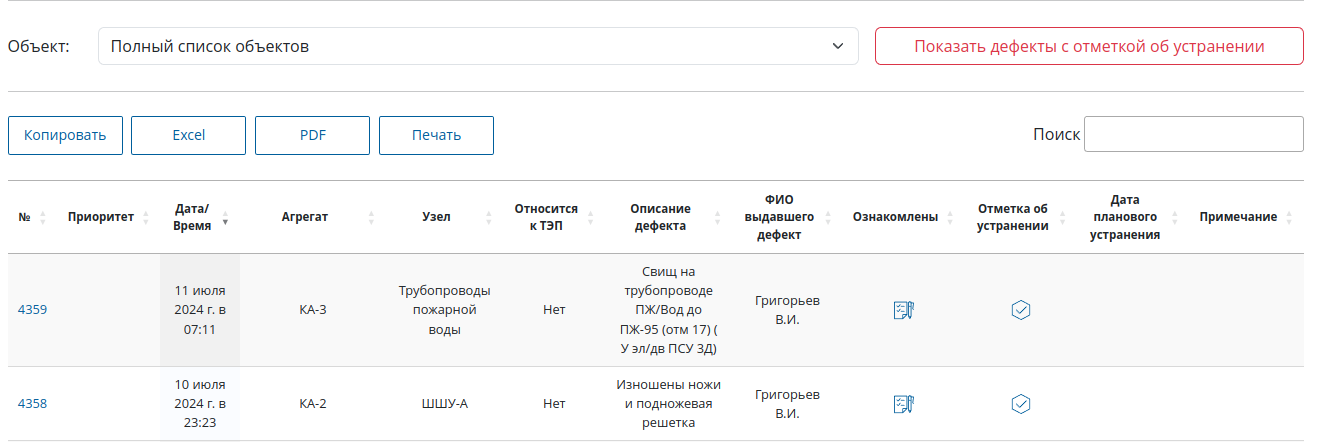 Объект:
Полный список объектов
Показать дефекты с отметкой об устранении
Копировать
Excel
PDF
Печать
Поиск
№
Приоритет
Дата/
Время
Агрегат
Узел
Относится
к ТЭП
Описание
дефекта
ФИО
выдавшего
дефект
Ознакомлены
Отметка об
устранении
Дата
планового
устранения
Примечание
4359
11 июля
2024 г. в
07:11
КА-3
Трубопроводы
пожарной
воды
Нет
Свищ на
трубопроводе
ПЖ/Вод до
ПЖ-95 (отм 17) (
У эл/дв ПСУ 3Д)
Григорьев
В.И.
4358
10 июля
2024 г. в
23:23
КА-2
ШШУ-А
Нет
Изношены ножи
и подножевая
решетка
Григорьев
В.И.